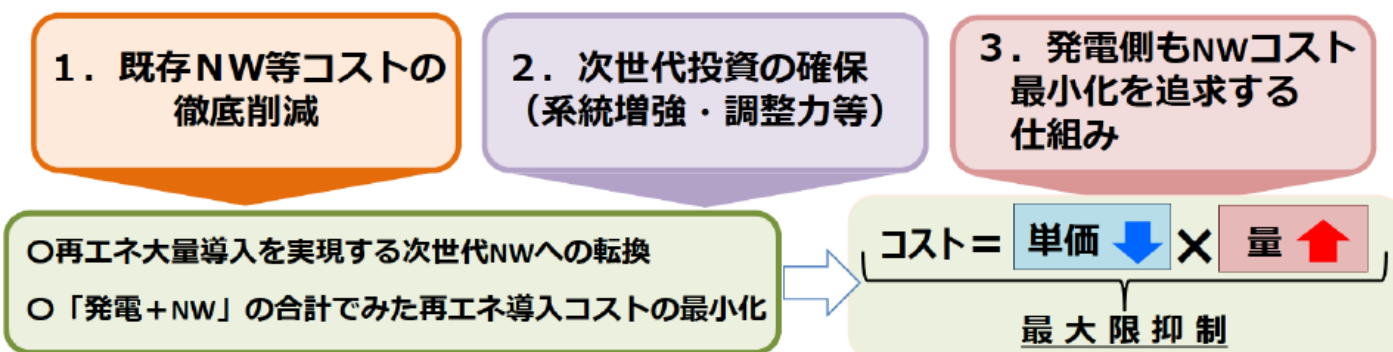 1．既存NW等コストの
徹底削減
2．次世代投資の確保
（系統増強・調整力等）
3．発電側もNWコスト
最小化を追求する
仕組み
〇再エネ大量導入を実現する次世代NWへの転換
〇「発電＋NW」の合計でみた再エネ導入コストの最小化
コスト＝ 単価 × 量
最大限抑制